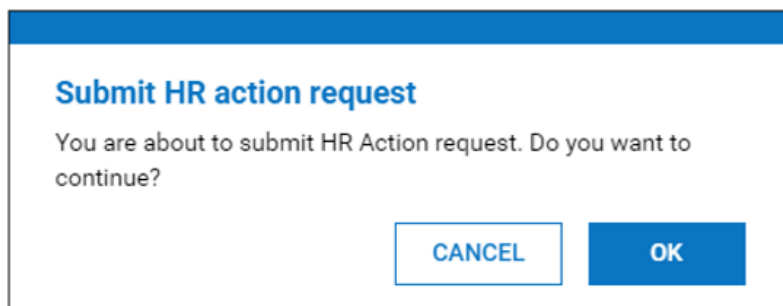 Submit HR action request
You are about to submit HR Action request. Do you want to
continue?
CANCEL
OK